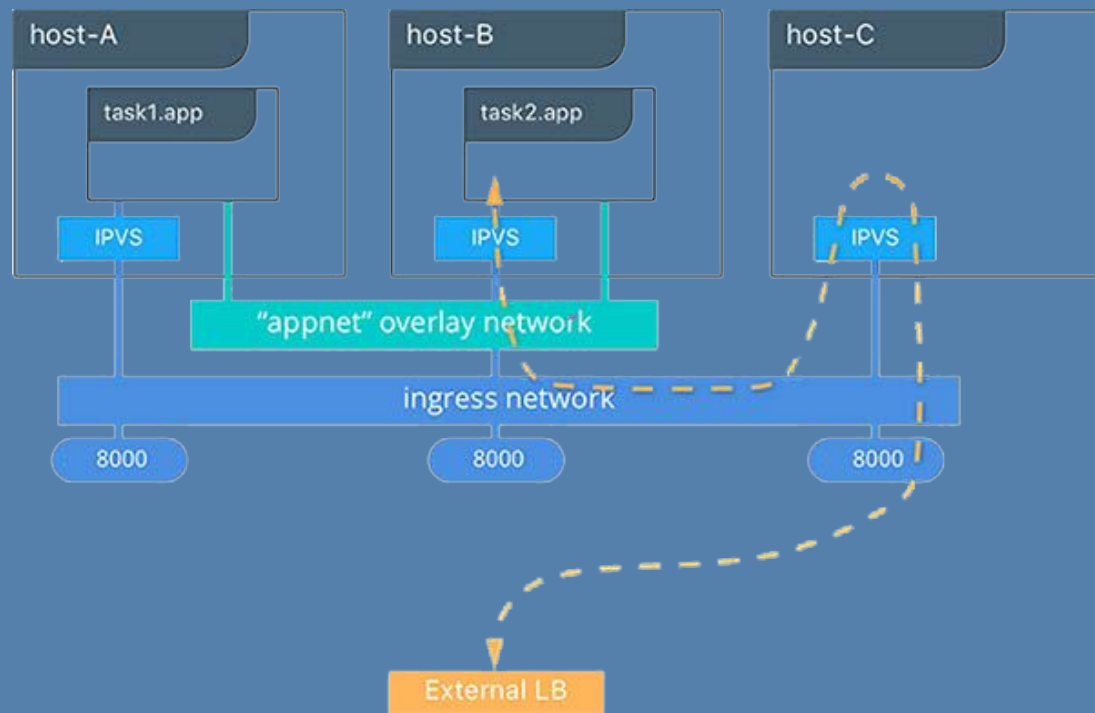 host-A
host-B
host-C
task1.app
task2.app
IPVS
IPVS
IPVS
“appnet” overlay network
ingress network
8000
8000
8000
External LB